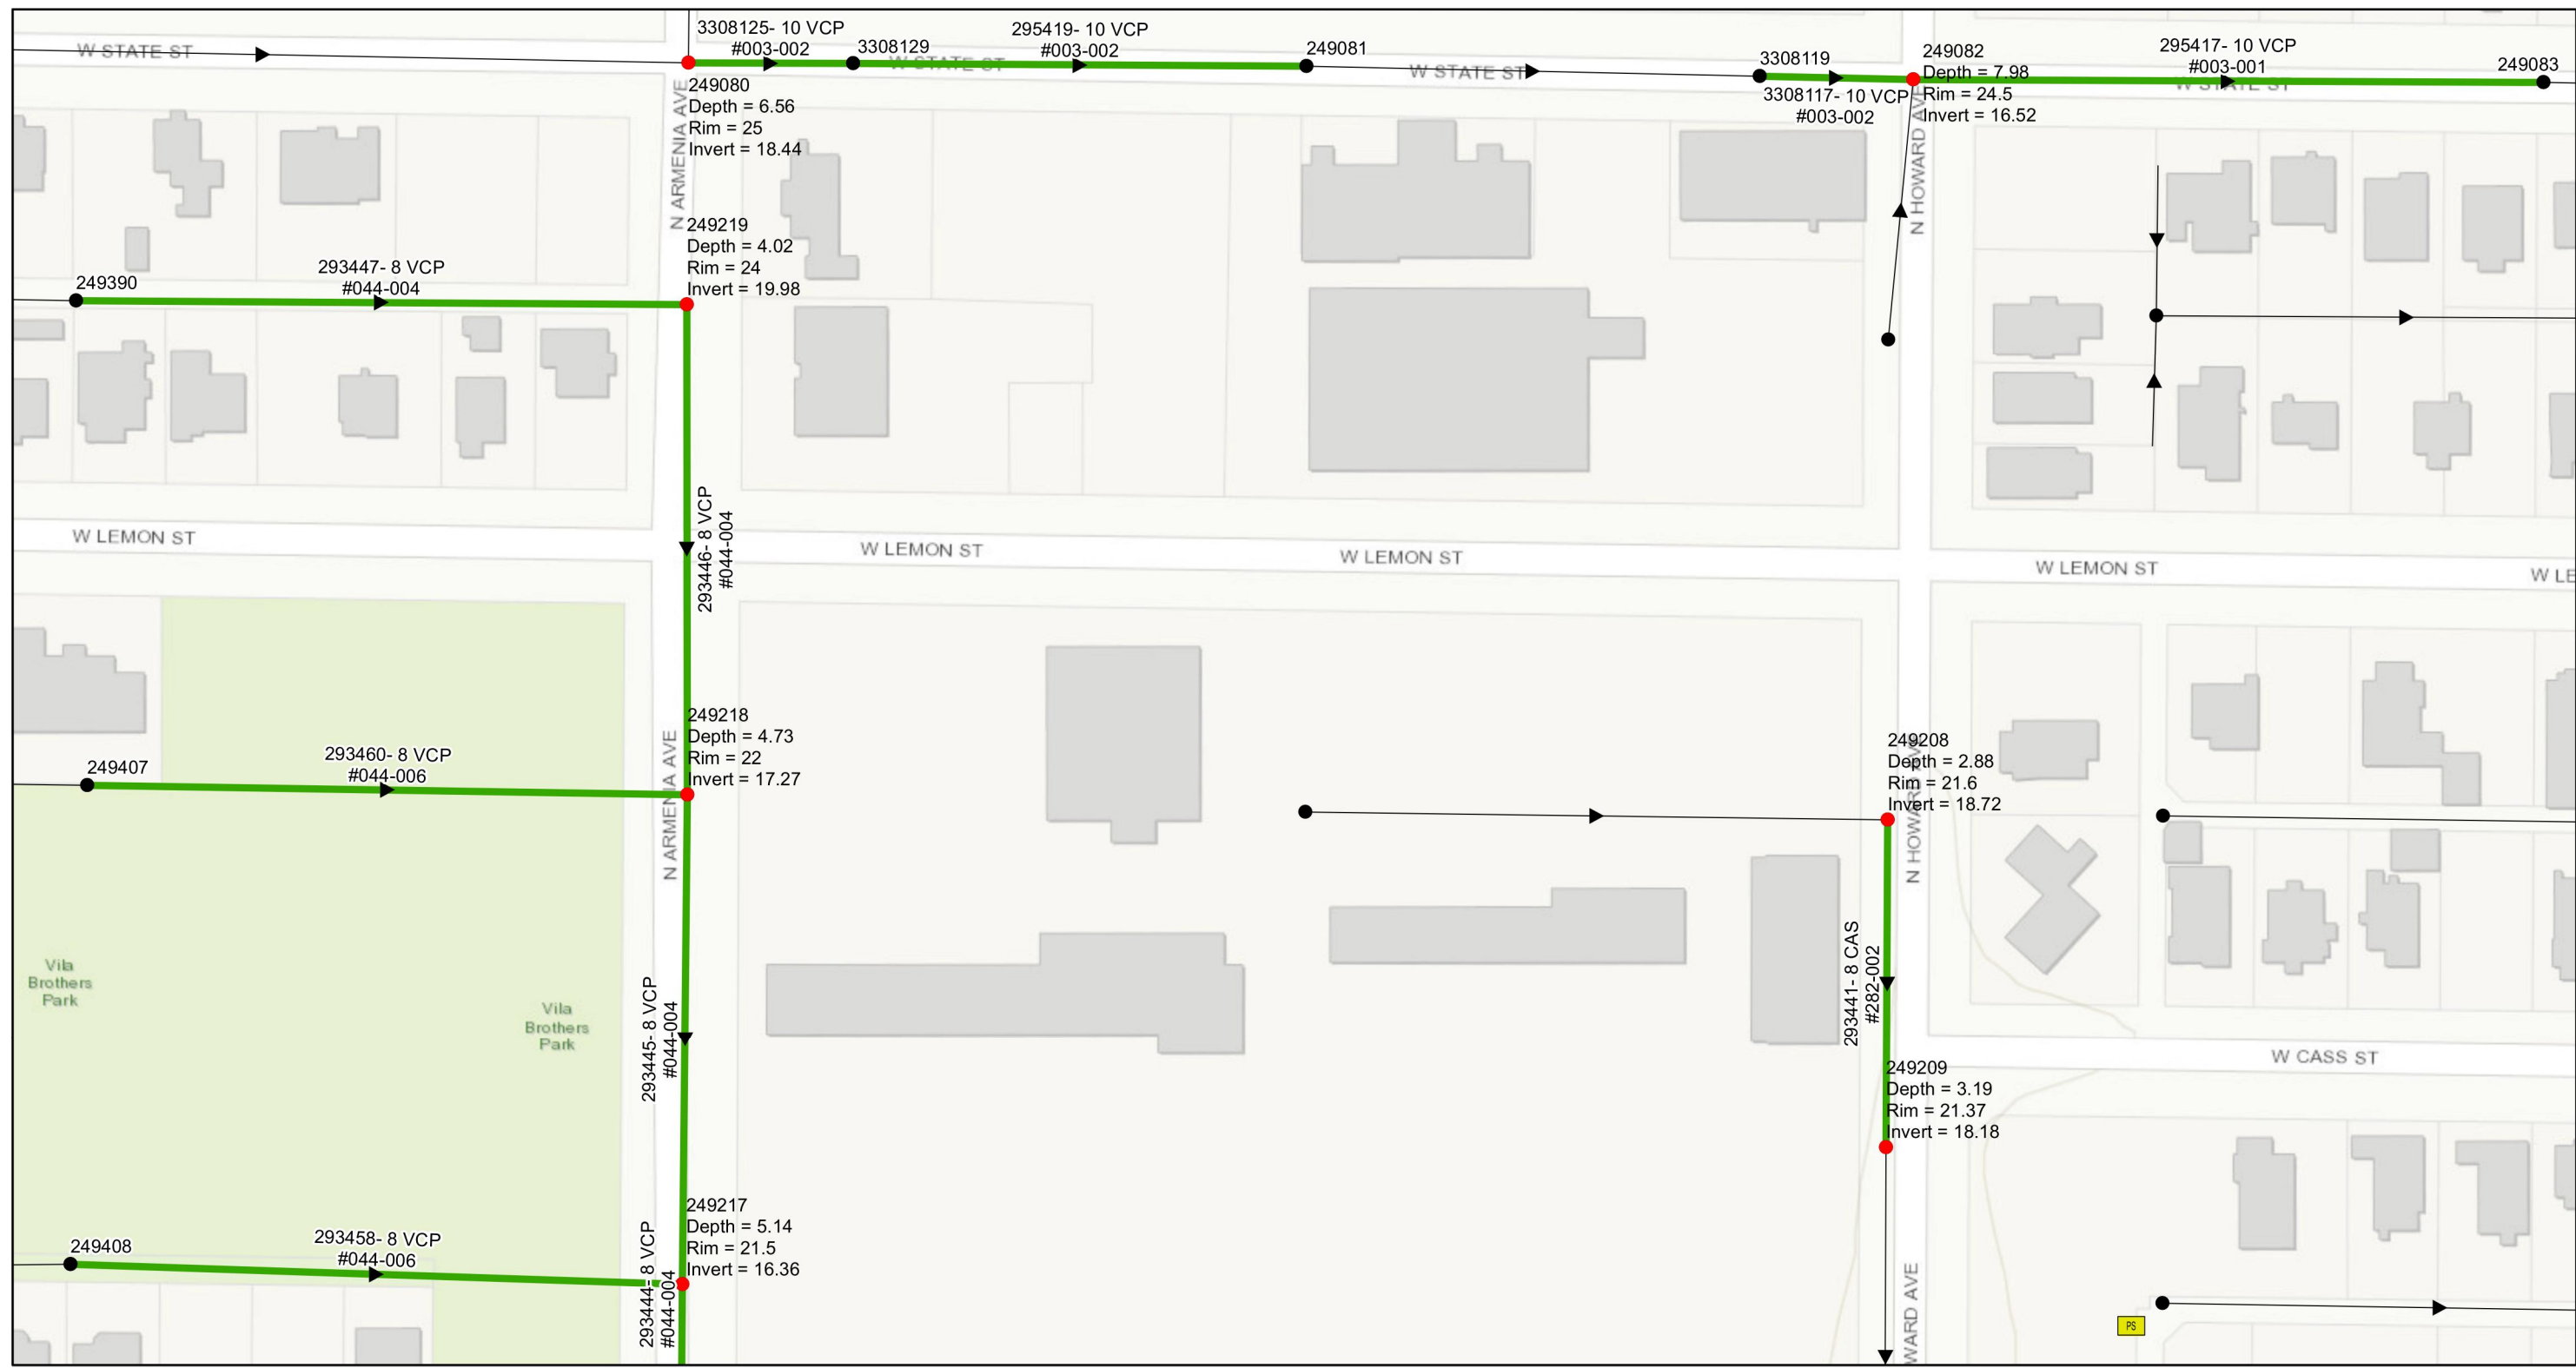 3308125- 10 VCP
#003-002
3308129
295419- 10 VCP
#003-002
249081
3308119
249082
Depth = 7.98
Rim = 24.5
Invert = 16.52
295417- 10 VCP
#003-001
249083
W STATE ST
W STATE ST
W STATE ST
W STATE ST
3308117- 10 VCP
#003-002
249080
Depth = 6.56
Rim = 25
Invert = 18.44
N ARMENIA AVE
N HOWARD AVE
249219
Depth = 4.02
Rim = 24
Invert = 19.98
249390
293447- 8 VCP
#044-004
293446- 8 VCP
#044-004
W LEMON ST
W LEMON ST
W LEMON ST
W LEMON ST
W LE
249218
Depth = 4.73
Rim = 22
Invert = 17.27
249407
293460- 8 VCP
#044-006
N ARMENIA AVE
249208
Depth = 2.88
Rim = 21.6
Invert = 18.72
N HOWARD AVE
293441- 8 CAS
#282-002
Vila
Brothers
Park
Vila
Brothers
Park
293445- 8 VCP
#044-004
W CASS ST
249209
Depth = 3.19
Rim = 21.37
Invert = 18.18
249217
Depth = 5.14
Rim = 21.5
Invert = 16.36
249408
293458- 8 VCP
#044-006
293444- 8 VCP
#044-004
WARD AVE
PS